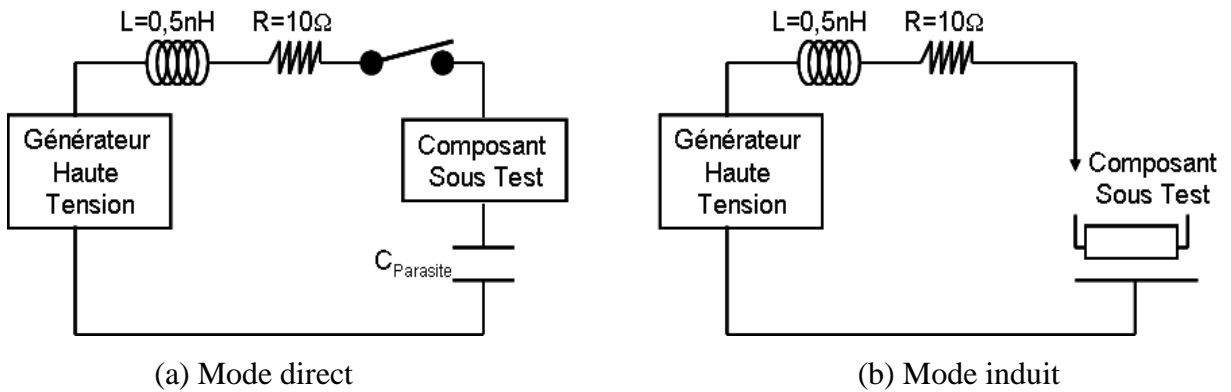 L=0,5nH R=10Ω
Générateur
Haute
Tension
Composant
Sous Test
CParasite
(a) Mode direct
L=0,5nH R=10Ω
Générateur
Haute
Tension
Composant
Sous Test
(b) Mode induit